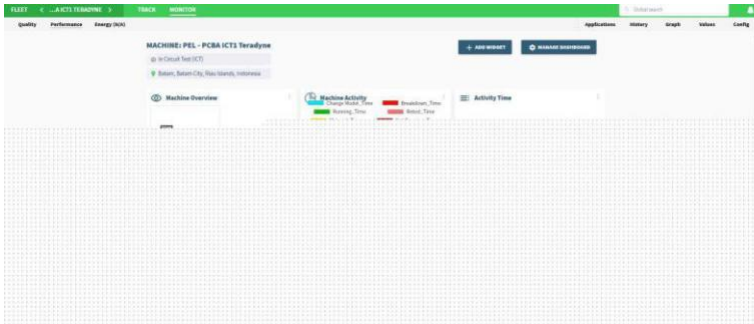 FLEET < ...A ICT1 TERADYNE > TRACK MONITOR Global search
Quality Performance Energy (N/A) Applications History Graph Values Config
MACHINE: PEL - PCBA ICT1 Teradyne
+ ADD WIDGET MANAGE DASHBOARD
In Circuit Test (ICT)
Batam, Batam City, Riau Islands, Indonesia
Machine Overview
Machine Activity
Change Model_Time Breakdown_Time
Running_Time
Activity Time